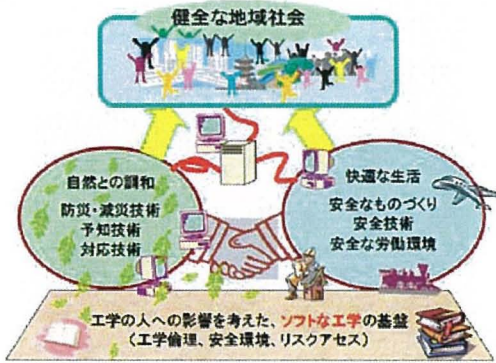 健全な地域社会
自然との調和
防災・減災技術
予知技術
対応技術
快適な生活
安全なものづくり
安全技術
安全な労働環境
工学の人への影響を考えた、ソフトな工学の基盤
(工学倫理、安全環境、リスクアセス)